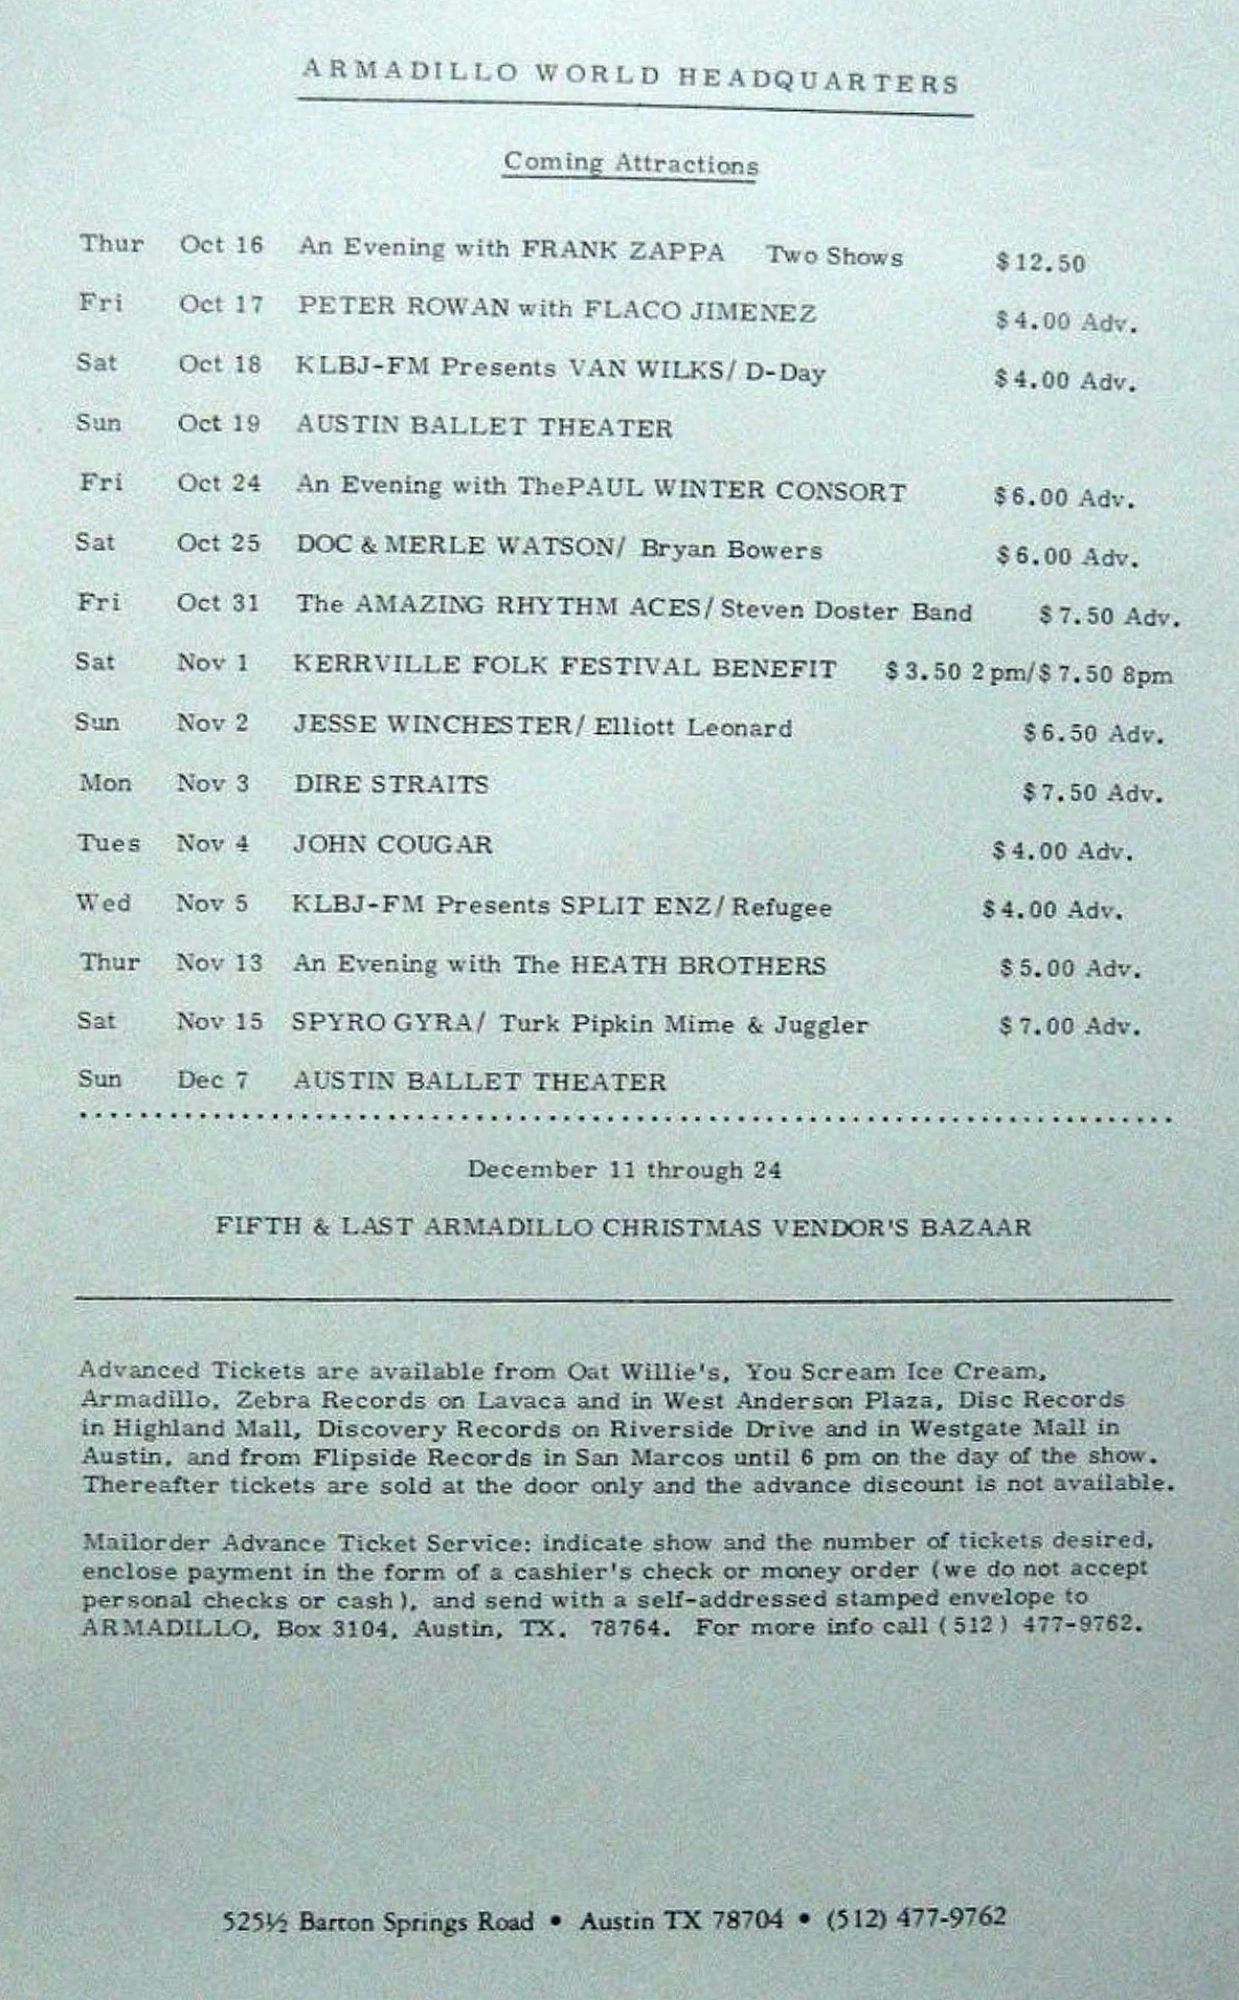 ARMADILLO WORLD HEADQUARTERS
Coming Attractions
Thur Oct 16 An Evening with FRANK ZAPPA Two Shows $12.50
Fri Oct 17 PETER ROWAN with FLACO JIMENEZ $4.00 Adv.
Sat Oct 18 KLBJ-FM Presents VAN WILKS/ D-Day $4.00 Adv.
Sun Oct 19 AUSTIN BALLET THEATER
Fri Oct 24 An Evening with ThePAUL WINTER CONSORT $6.00 Adv.
Sat Oct 25 DOC & MERLE WATSON/ Bryan Bowers $6.00 Adv.
Fri Oct 31 The AMAZING RHYTHM ACES/Steven Doster Band $7.50 Adv.
Sat Nov 1 KERRVILLE FOLK FESTIVAL BENEFIT $3.50 2pm/$7.50 8pm
Sun Nov 2 JESSE WINCHESTER/ Elliott Leonard $6.50 Adv.
Mon Nov 3 DIRE STRAITS $7.50 Adv.
Tues Nov 4 JOHN COUGAR $4.00 Adv.
Wed Nov 5 KLBJ-FM Presents SPLIT ENZ/Refugee $4.00 Adv.
Thur Nov 13 An Evening with The HEATH BROTHERS $5.00 Adv.
Sat Nov 15 SPYRO GYRA/ Turk Pipkin Mime & Juggler $7.00 Adv.
Sun Dec 7 AUSTIN BALLET THEATER
December 11 through 24
FIFTH & LAST ARMADILLO CHRISTMAS VENDOR'S BAZAAR
Advanced Tickets are available from Oat Willie's, You Scream Ice Cream,
Armadillo, Zebra Records on Lavaca and in West Anderson Plaza, Disc Records
in Highland Mall, Discovery Records on Riverside Drive and in Westgate Mall in
Austin, and from Flipside Records in San Marcos until 6 pm on the day of the show.
Thereafter tickets are sold at the door only and the advance discount is not available.
Mailorder Advance Ticket Service: indicate show and the number of tickets desired,
enclose payment in the form of a cashier's check or money order (we do not accept
personal checks or cash), and send with a self-addressed stamped envelope to
ARMADILLO, Box 3104, Austin, TX. 78764. For more info call (512) 477-9762.
525½ Barton Springs Road • Austin TX 78704 • (512) 477-9762